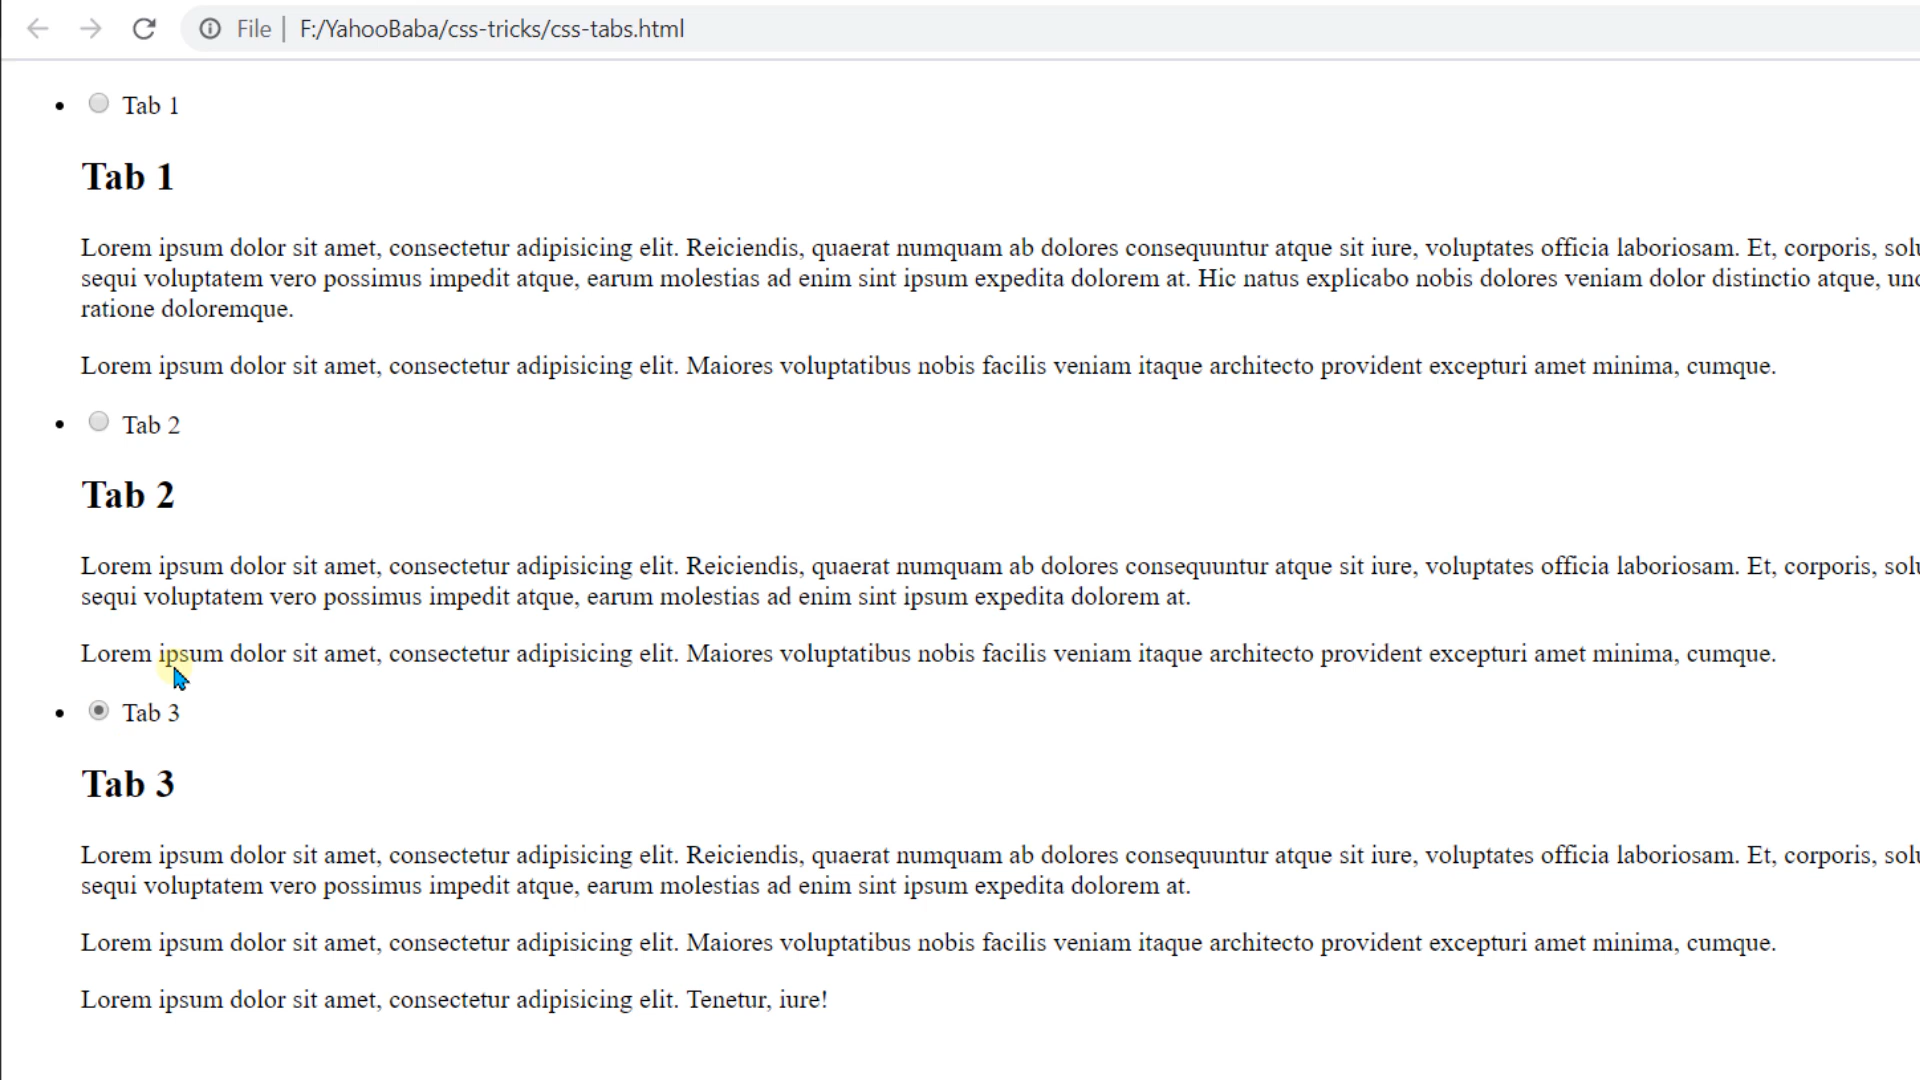 File | F:/YahooBaba/css-tricks/css-tabs.html
Tab 1
Tab 1
Lorem ipsum dolor sit amet, consectetur adipisicing elit. Reiciendis, quaerat numquam ab dolores consequuntur atque sit iure, voluptates officia laboriosam. Et, corporis,
sequi voluptatem vero possimus impedit atque, earum molestias ad enim sint ipsum expedita dolorem at. Hic natus explicabo nobis dolores veniam dolor distinctio atque,
ratione doloremque.
Lorem ipsum dolor sit amet, consectetur adipisicing elit. Maiores voluptatibus nobis facilis veniam itaque architecto provident excepturi amet minima, cumque.
Tab 2
Tab 2
Lorem ipsum dolor sit amet, consectetur adipisicing elit. Reiciendis, quaerat numquam ab dolores consequuntur atque sit iure, voluptates officia laboriosam. Et, corporis,
sequi voluptatem vero possimus impedit atque, earum molestias ad enim sint ipsum expedita dolorem at.
Lorem ipsum dolor sit amet, consectetur adipisicing elit. Maiores voluptatibus nobis facilis veniam itaque architecto provident excepturi amet minima, cumque.
Tab 3
Tab 3
Lorem ipsum dolor sit amet, consectetur adipisicing elit. Reiciendis, quaerat numquam ab dolores consequuntur atque sit iure, voluptates officia laboriosam. Et, corporis,
sequi voluptatem vero possimus impedit atque, earum molestias ad enim sint ipsum expedita dolorem at.
Lorem ipsum dolor sit amet, consectetur adipisicing elit. Maiores voluptatibus nobis facilis veniam itaque architecto provident excepturi amet minima, cumque.
Lorem ipsum dolor sit amet, consectetur adipisicing elit. Tenetur, iure!